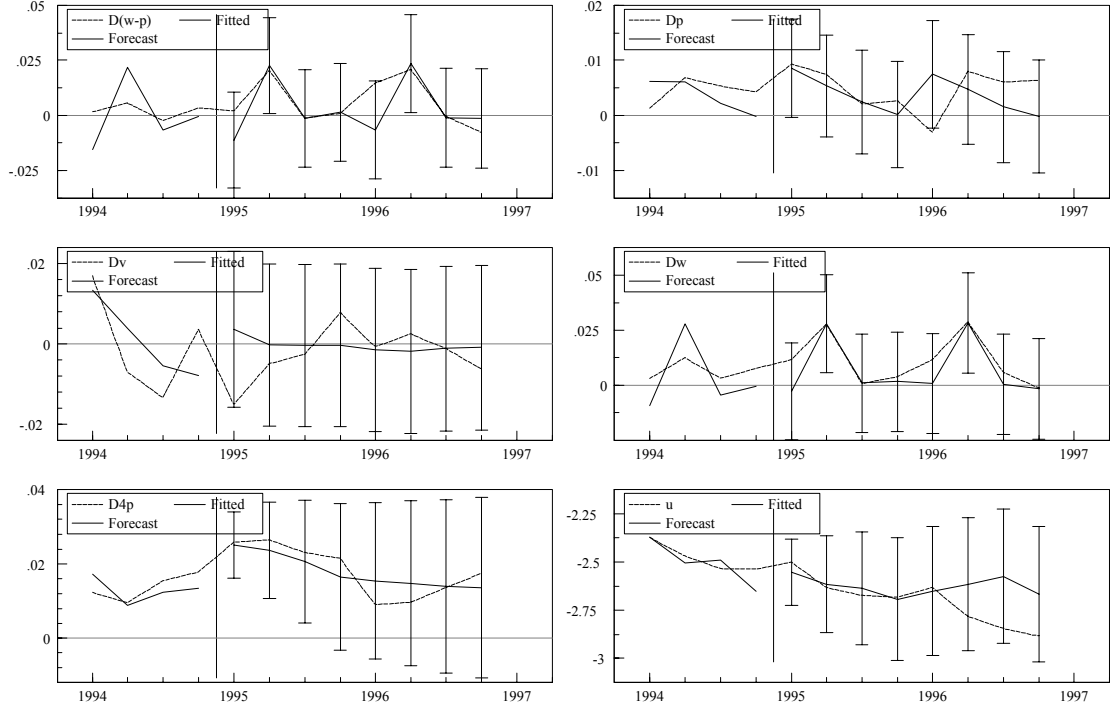 .05
D(w-p) Fitted
Forecast
.025
0
-.025
1994 1995 1996 1997
.02
Dp Fitted
Forecast
.01
0
-.01
1994 1995 1996 1997
.02
Dv Fitted
Forecast
0
-.02
1994 1995 1996 1997
.05
Dw Fitted
Forecast
.025
0
1994 1995 1996 1997
.04
D4p Fitted
Forecast
.02
0
1994 1995 1996 1997
-2.25
u Fitted
Forecast
-2.5
-2.75
-3
1994 1995 1996 1997